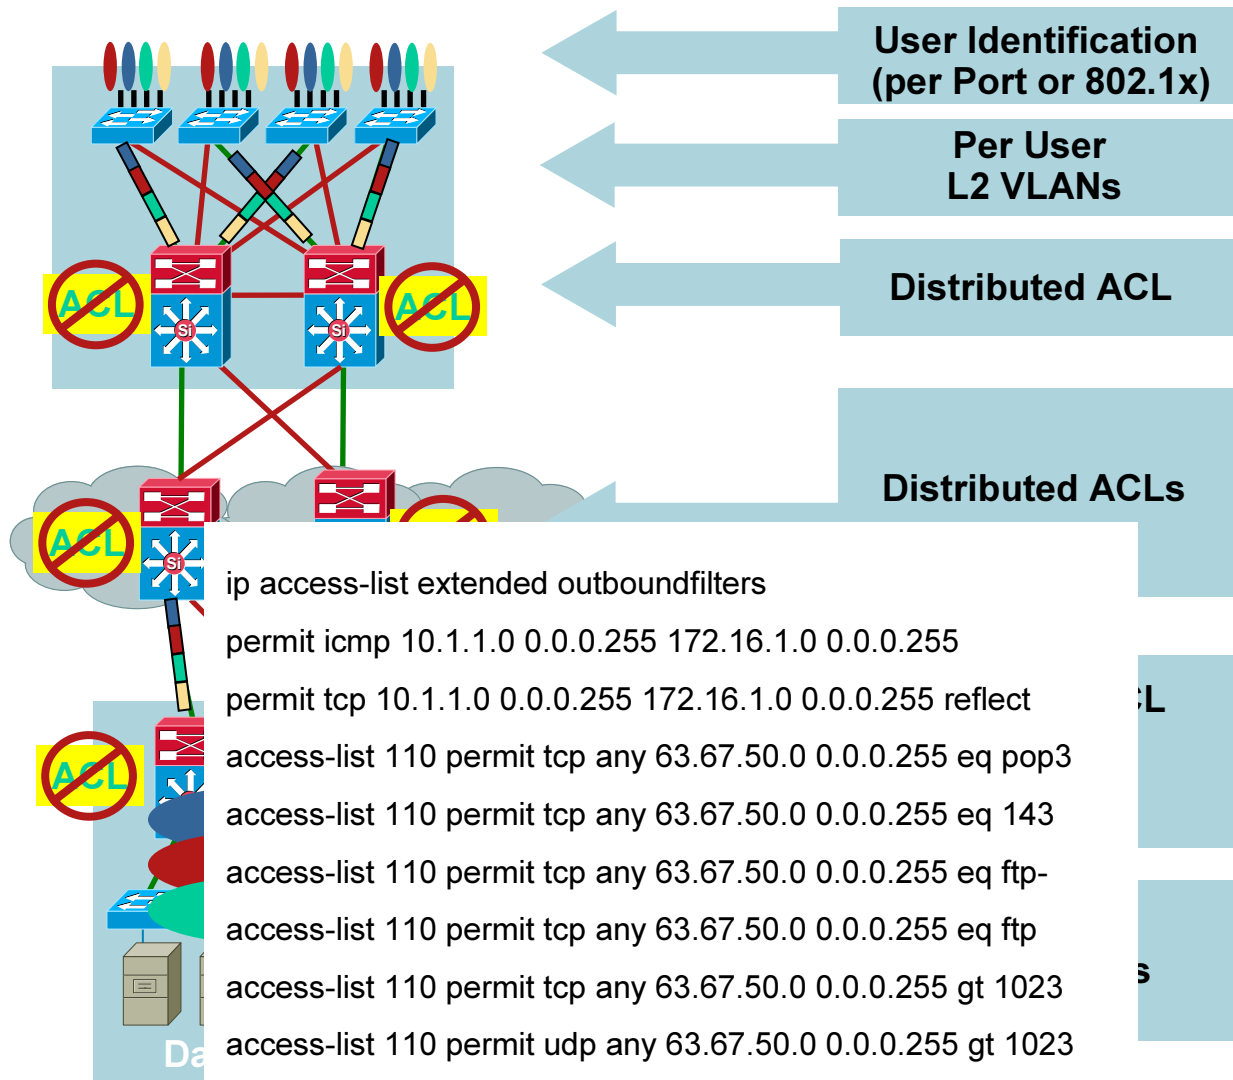 User Identification
(per Port or 802.1x)
Per User
L2 VLANs
Distributed ACL
ACL
ACL
Si
Si
Distributed ACLs
ACL
Si
ip access-list extended outboundfilters
permit icmp 10.1.1.0 0.0.0.255 172.16.1.0 0.0.0.255
permit tcp 10.1.1.0 0.0.0.255 172.16.1.0 0.0.0.255 reflect
access-list 110 permit tcp any 63.67.50.0 0.0.0.255 eq pop3
access-list 110 permit tcp any 63.67.50.0 0.0.0.255 eq 143
access-list 110 permit tcp any 63.67.50.0 0.0.0.255 eq ftp-
access-list 110 permit tcp any 63.67.50.0 0.0.0.255 eq ftp
access-list 110 permit tcp any 63.67.50.0 0.0.0.255 gt 1023
access-list 110 permit udp any 63.67.50.0 0.0.0.255 gt 1023
ACL